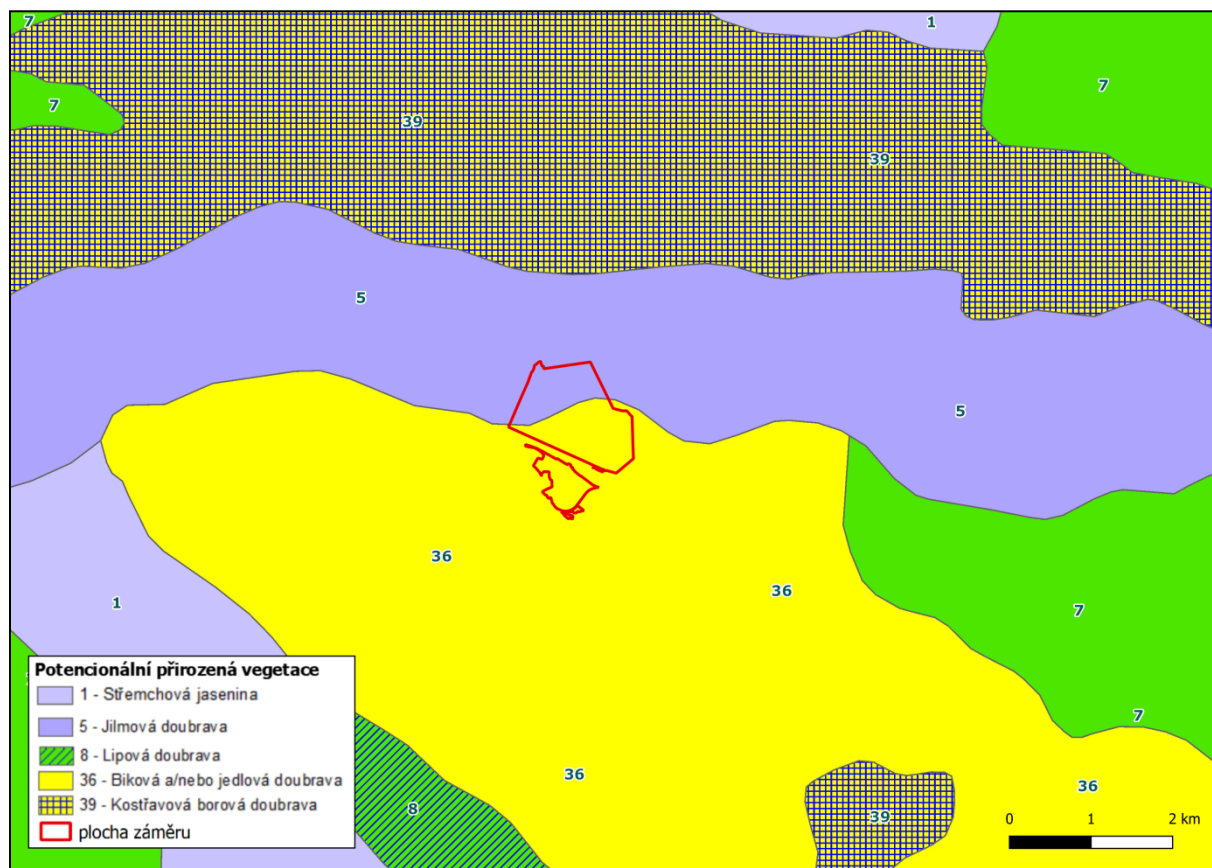 7
1
7
7
39
39
5
5
36
36
1
7
7
36
36
8
39
Potencionální přirozená vegetace
1 - Střemchová jasenina
5 - Jilmová doubrava
8 - Lipová doubrava
36 - Biková a/nebo jedlová doubrava
39 - Kostřavová borová doubrava
plocha záměru
0 1 2 km